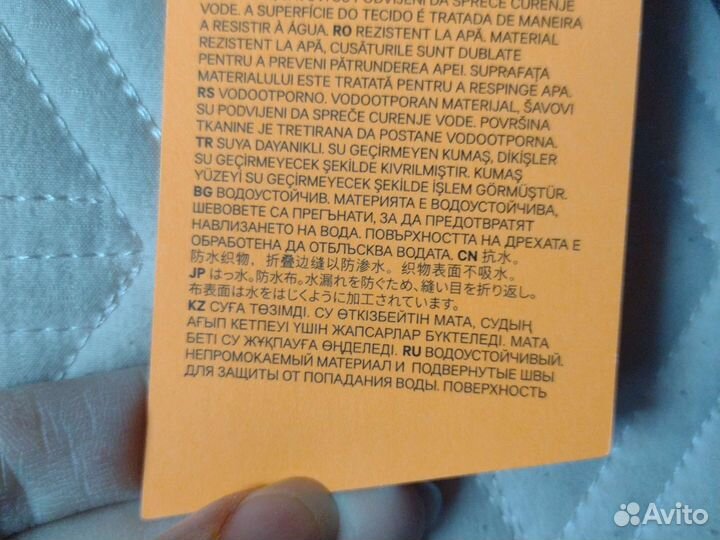 SU PODVIJENI DA SPREČE CURENJE
VODE. A SUPERFÍCIE DO TECIDO É TRATADA DE MANEIRA
A RESISTIR À ÁGUA. RO REZISTENT LA APĂ. MATERIAL
REZISTENT LA APĂ, CUSĂTURILE SUNT DUBLATE
PENTRU A PREVENI PĂTRUNDEREA APEI. SUPRAFAȚA
MATERIALULUI ESTE TRATATĂ PENTRU A RESPINGE APA.
RS VODOOTPORNO. VODOOTPORAN MATERIJAL, ŠAVOVI
SU PODVIJENI DA SPREČE CURENJE VODE. POVRŠINA
TKANINE JE TRETIRANA DA POSTANE VODOOTPORNA.
TR SUYA DAYANIKLI. SU GEÇİRMEYEN KUMAŞ, DİKİŞLER
SU GEÇİRMEYECEK ŞEKİLDE KIVRILMIŞTIR. KUMAŞ
YÜZEYİ SU GEÇİRMEYECEK ŞEKİLDE İŞLEM GÖRMÜŞTÜR.
BG ВОДОУСТОЙЧИВ. МАТЕРИЯТА Е ВОДОУСТОЙЧИВА,
ШЕВОВЕТЕ СА ПРЕГЪНАТИ, ЗА ДА ПРЕДОТВРАТЯТ
НАВЛИЗАНЕТО НА ВОДА. ПОВЪРХНОСТТА НА ДРЕХАТА Е
ОБРАБОТЕНА ДА ОТБЛЪСКВА ВОДАТА. CN 抗水。
防水织物，折叠边缝以防渗水。织物表面不吸水。
JP はっ水。防水布。水漏れを防ぐため、縫い目を折り返し。
布表面は水をはじくように加工されています。
KZ СУҒА ТӨЗІМДІ. СУ ӨТКІЗБЕЙТІН МАТА, СУДЫҢ
АҒЫП КЕТПЕУІ ҮШІН ЖАПСАРЛАР БҮКТЕЛЕДІ. МАТА
БЕТІ СУ ЖҰҚПАУҒА ӨҢДЕЛЕДІ. RU ВОДОУСТОЙЧИВЫЙ.
НЕПРОМОКАЕМЫЙ МАТЕРИАЛ И ПОДВЕРНУТЫЕ ШВЫ
ДЛЯ ЗАЩИТЫ ОТ ПОПАДАНИЯ ВОДЫ. ПОВЕРХНОСТЬ
Avito